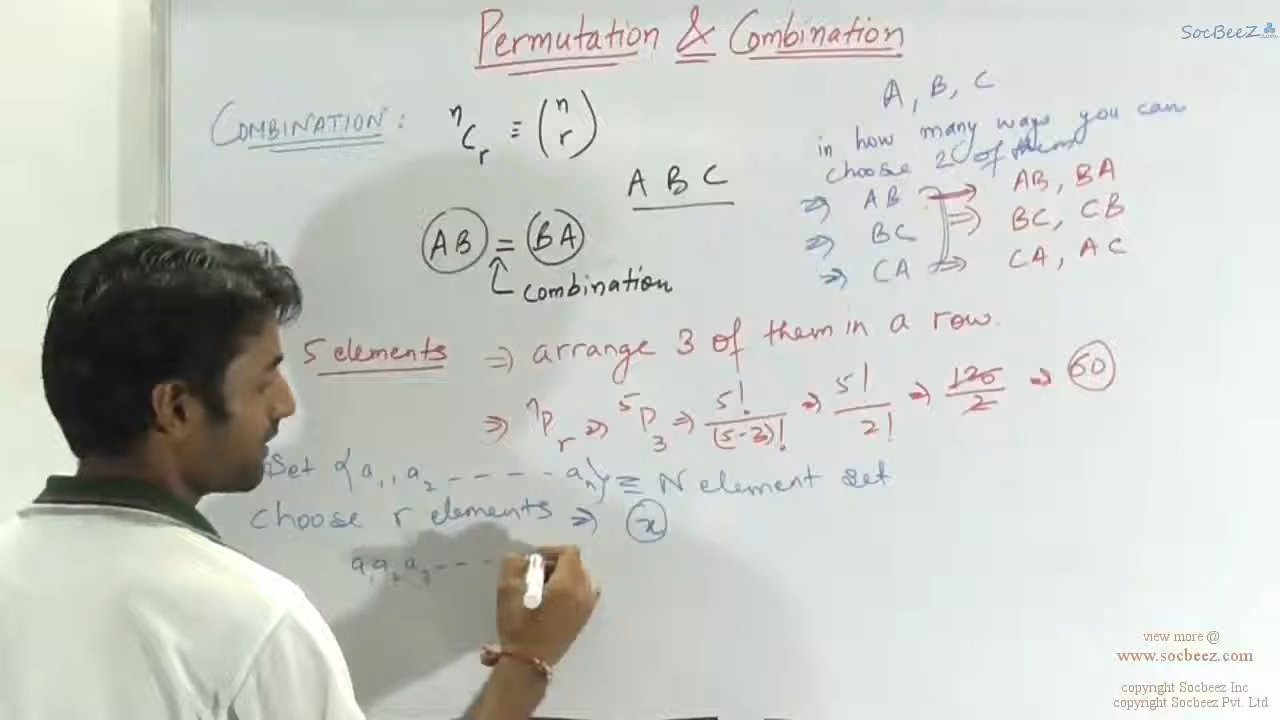 Permutation & Combination
SocBeeZ
COMBINATION : ⁿCᵣ ≡ (n r)
A B C
AB = BA
combination
A, B, C
in how many ways you can
choose 2 of them
⇒ AB ⇒ AB, BA
⇒ BC ⇒ BC, CB
⇒ CA ⇒ CA, AC
5 elements ⇒ arrange 3 of them in a row.
⇒ ⁿPᵣ ⇒ ⁵P₃ ⇒ 5!/(5-3)! ⇒ 5!/2! ⇒ 120/2 ⇒ 60
Set {a₁, a₂ ----- aₙ} ≡ N element set
choose r elements ⇒ x
a₁a₂a₃----
view more @
www.socbeez.com
copyright Socbeez Inc
copyright Socbeez Pvt. Ltd